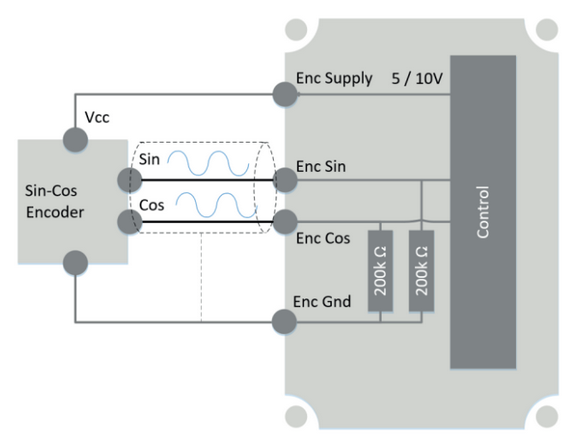 Enc Supply 5 / 10V
Vcc
Sin
Enc Sin
Sin-Cos
Encoder
Cos
Enc Cos
Control
200k Ω
200k Ω
Enc Gnd